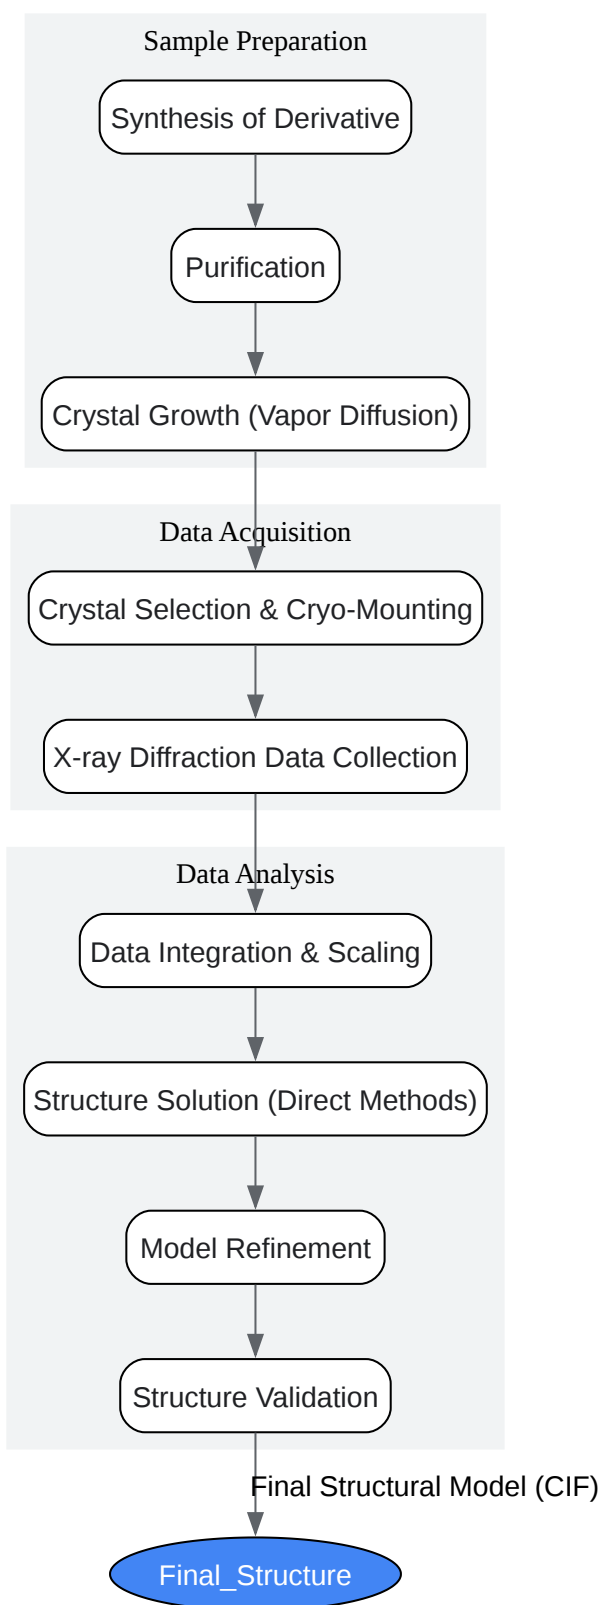 Sample Preparation
Synthesis of Derivative
Purification
Crystal Growth (Vapor Diffusion)
Data Acquisition
Crystal Selection & Cryo-Mounting
X-ray Diffraction Data Collection
Data Analysis
Data Integration & Scaling
Structure Solution (Direct Methods)
Model Refinement
Structure Validation
Final Structural Model (CIF)
Final_Structure